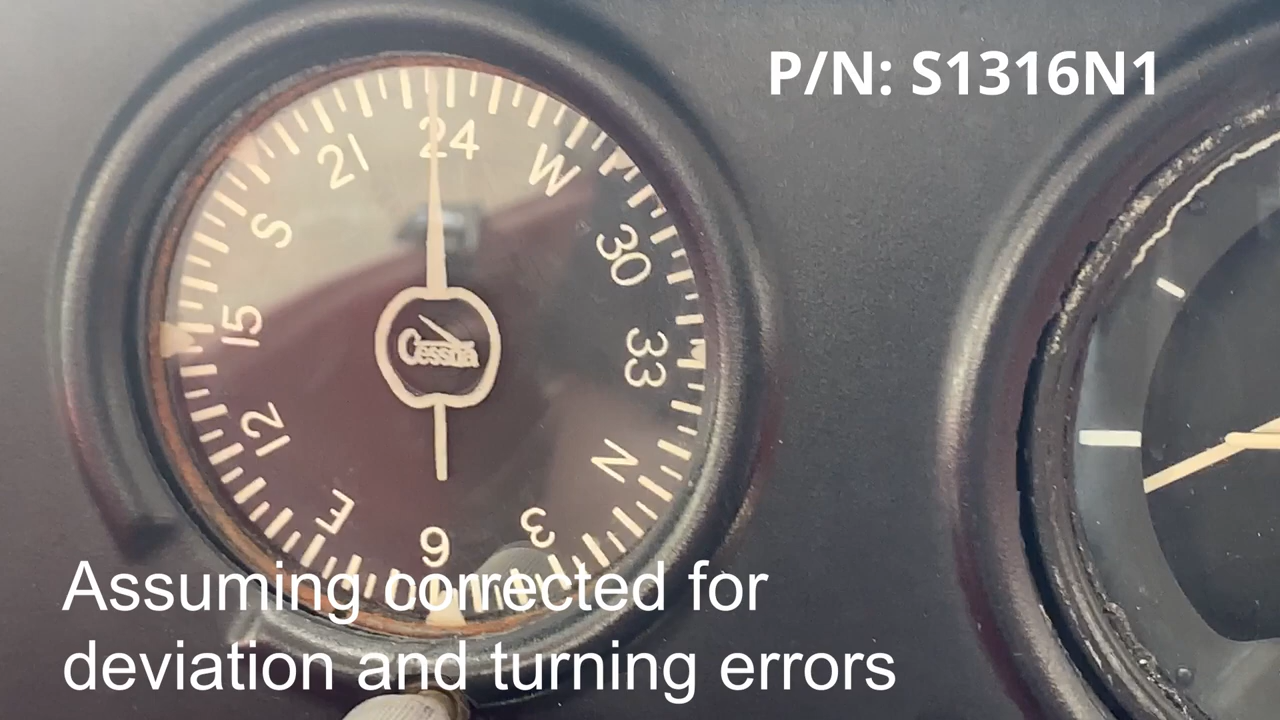 P/N: S1316N1
24
21
W
S
30
15
33
12
N
E
3
6
Cessna
Assuming corrected for
deviation and turning errors